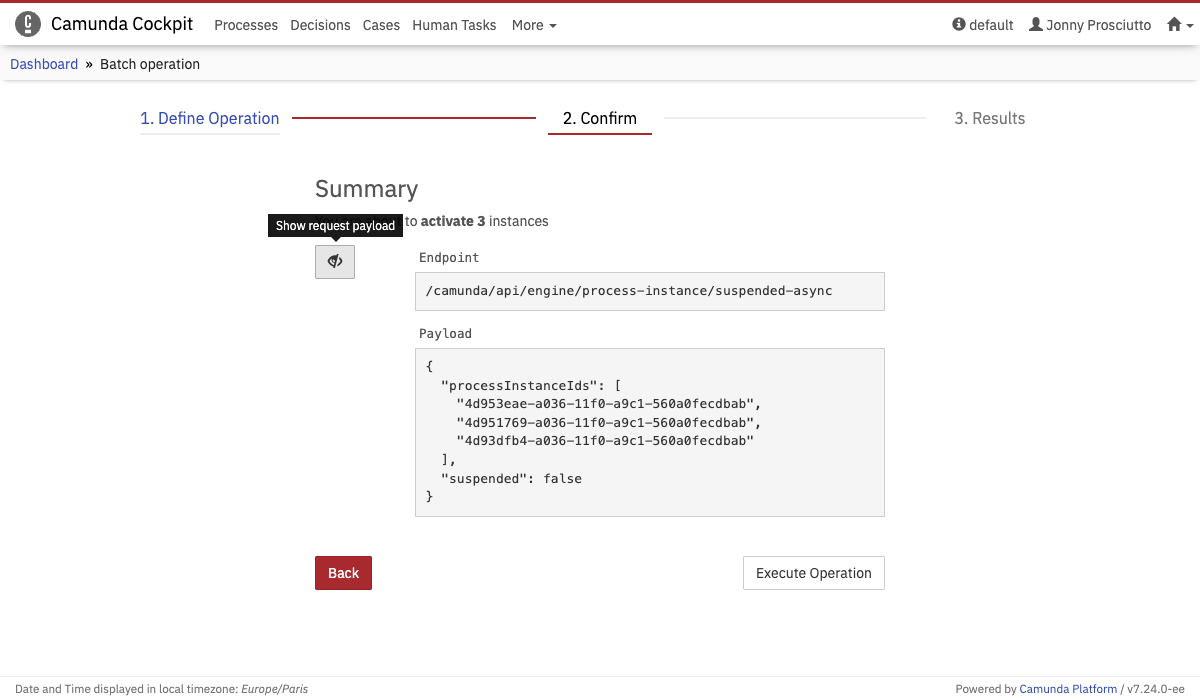 Camunda Cockpit Processes Decisions Cases Human Tasks More default Jonny Prosciutto
Dashboard » Batch operation
1. Define Operation 2. Confirm 3. Results
Summary
to activate 3 instances
Show request payload
Endpoint
/camunda/api/engine/process-instance/suspended-async
Payload
{
  "processInstanceIds": [
    "4d953eae-a036-11f0-a9c1-560a0fecdbab",
    "4d951769-a036-11f0-a9c1-560a0fecdbab",
    "4d93dfb4-a036-11f0-a9c1-560a0fecdbab"
  ],
  "suspended": false
}
Back Execute Operation
Date and Time displayed in local timezone: Europe/Paris Powered by Camunda Platform / v7.24.0-ee